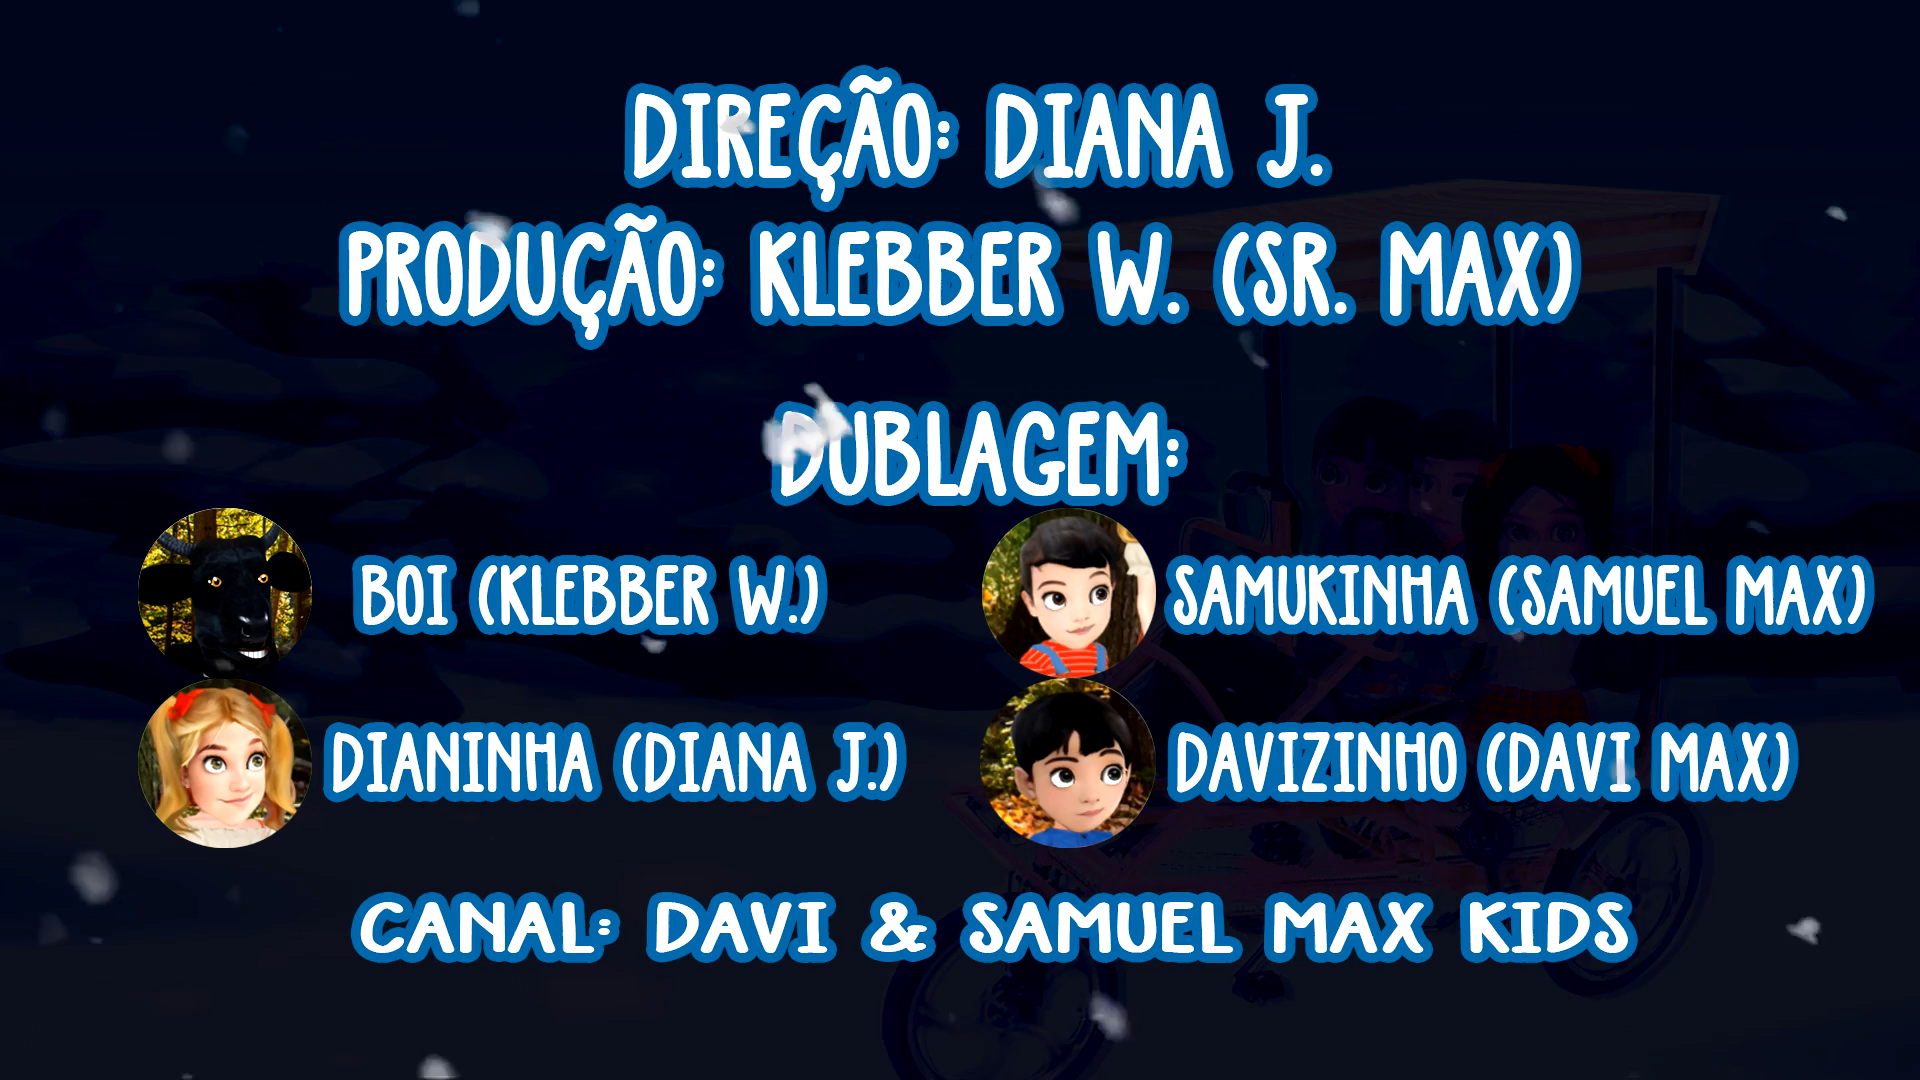 DIREÇÃO: DIANA J.
PRODUÇÃO: KLEBBER W. (SR. MAX)
DUBLAGEM:
BOI (KLEBBER W.)
SAMUKINHA (SAMUEL MAX)
DIANINHA (DIANA J.)
DAVIZINHO (DAVI MAX)
CANAL: DAVI & SAMUEL MAX KIDS